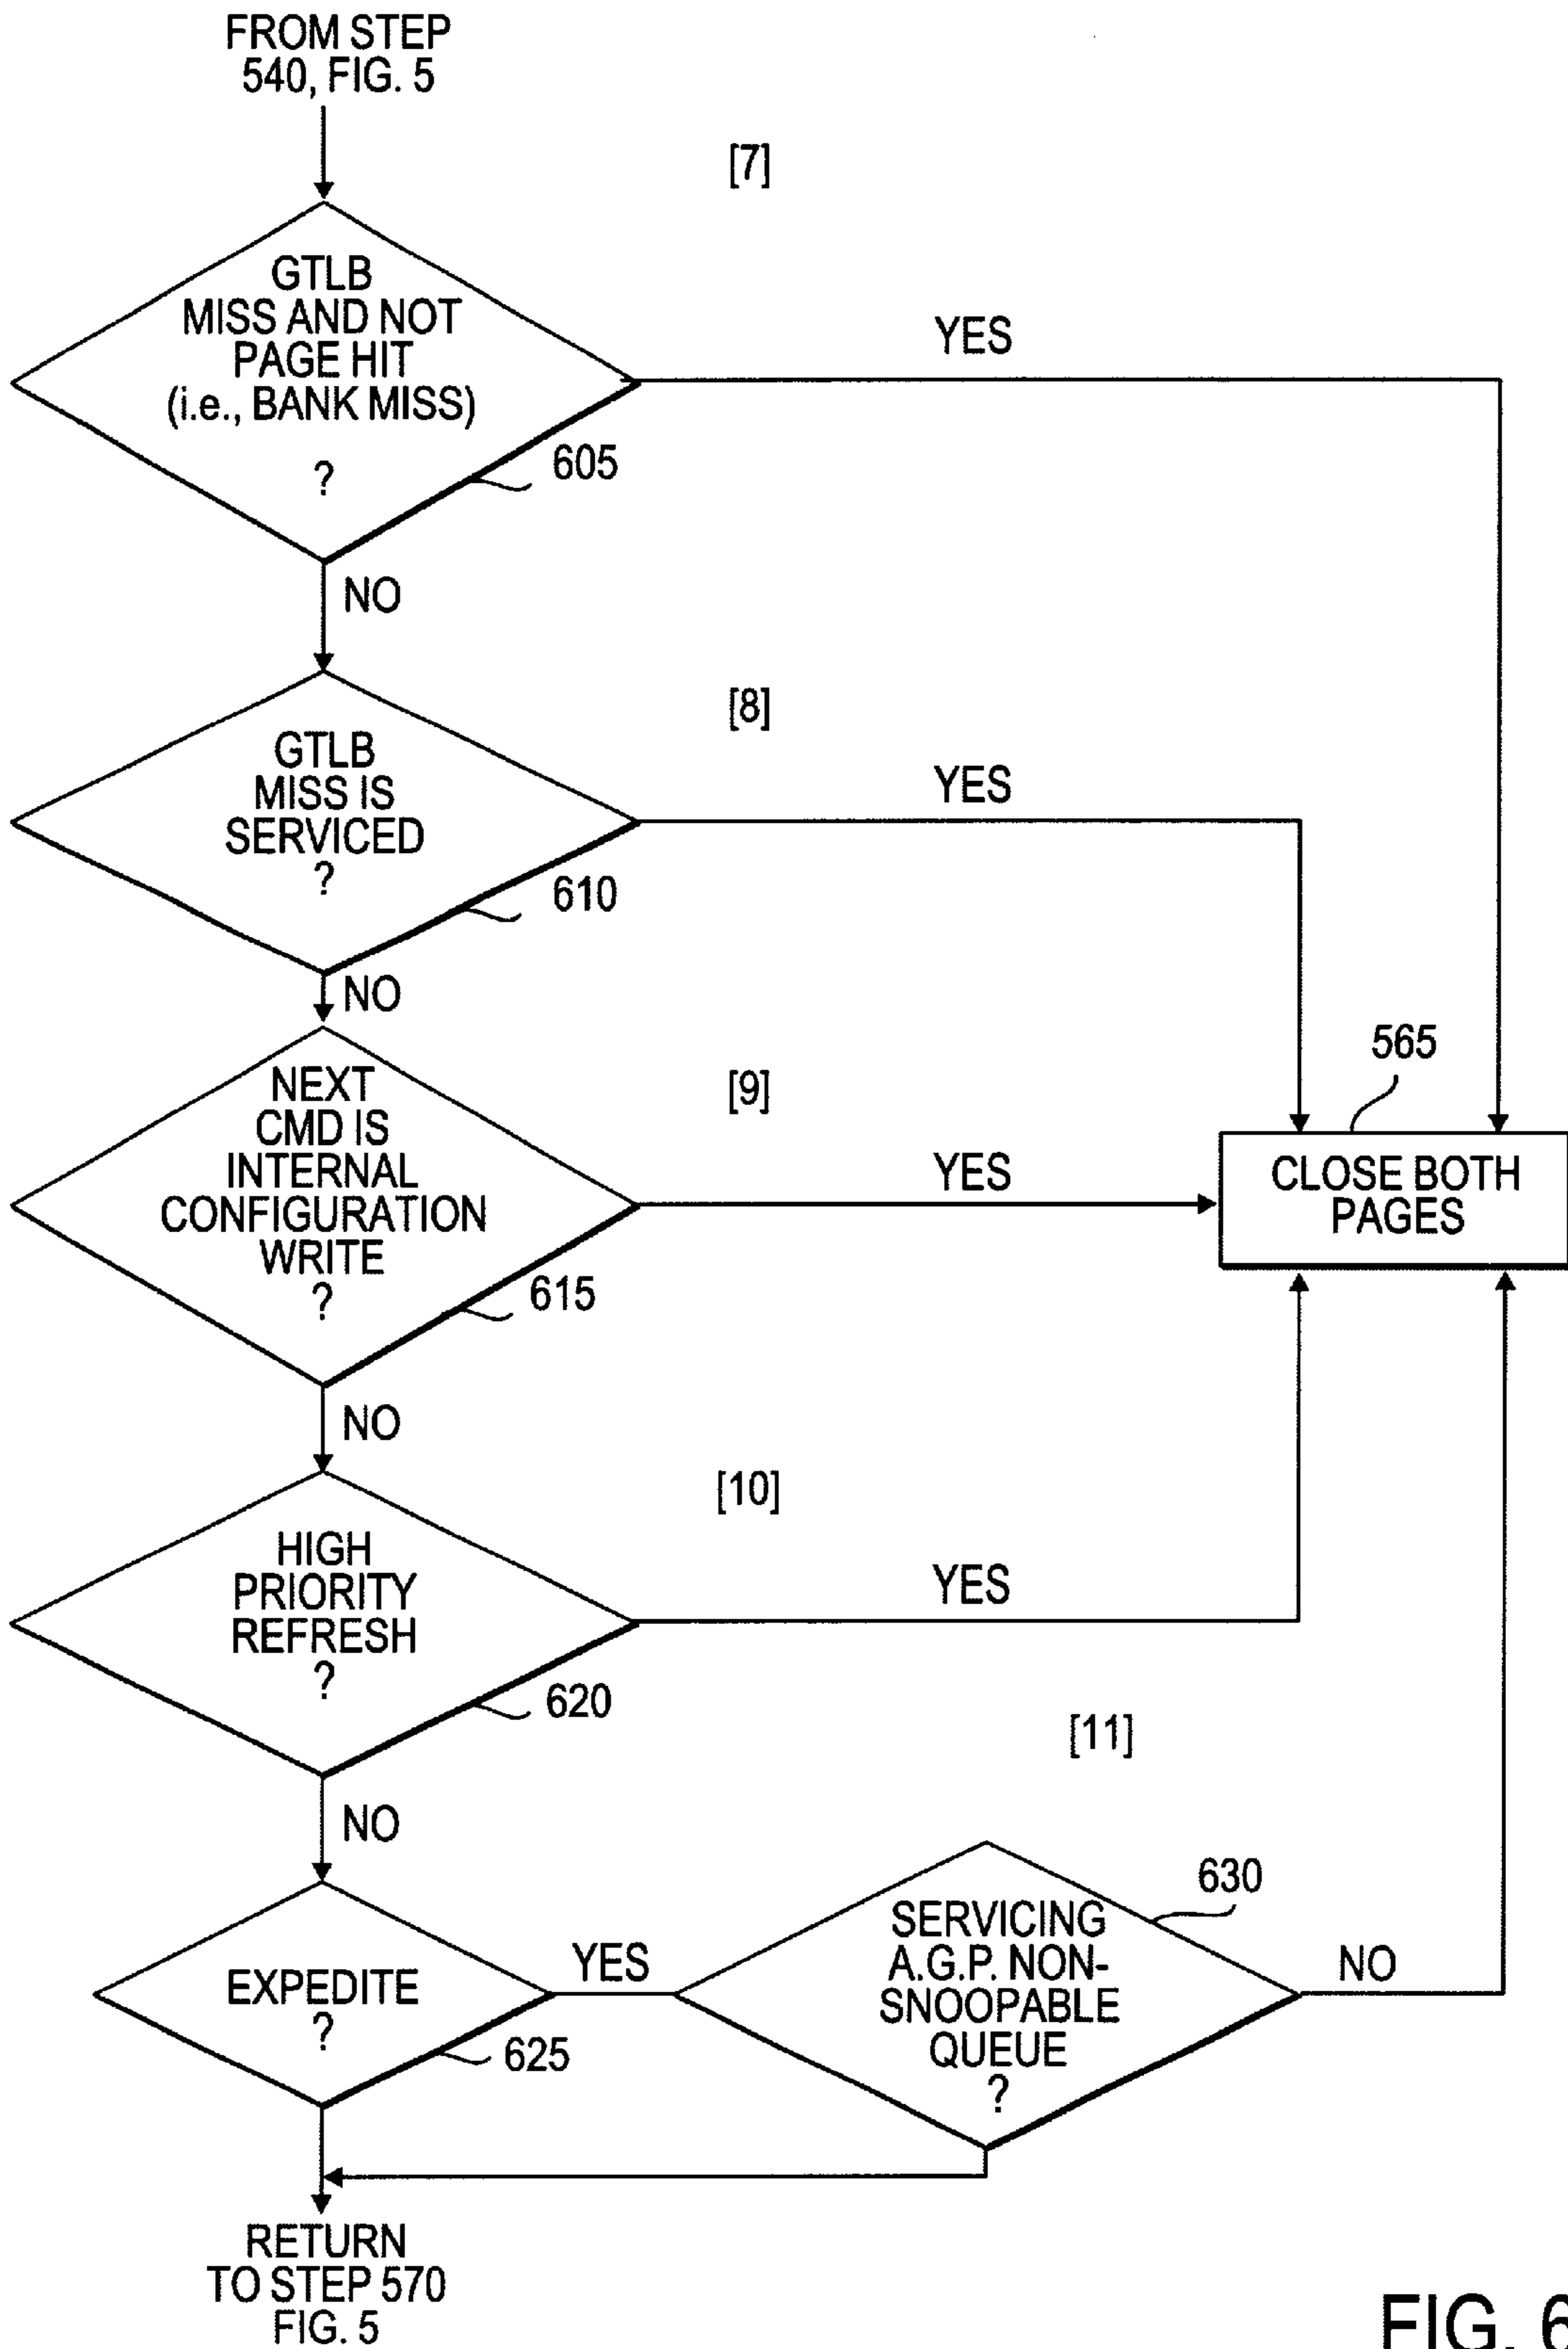 FROM STEP
540, FIG. 5
[7]
GTLB
MISS AND NOT
PAGE HIT
(i.e., BANK MISS)
?
YES
605
NO
[8]
GTLB
MISS IS
SERVICED
?
YES
610
NO
[9]
NEXT
CMD IS
INTERNAL
CONFIGURATION
WRITE
?
YES
615
565
CLOSE BOTH
PAGES
NO
[10]
HIGH
PRIORITY
REFRESH
?
YES
620
NO
[11]
EXPEDITE
?
YES
625
SERVICING
A.G.P. NON-
SNOOPABLE
QUEUE
?
630
NO
RETURN
TO STEP 570
FIG. 5
FIG. 6